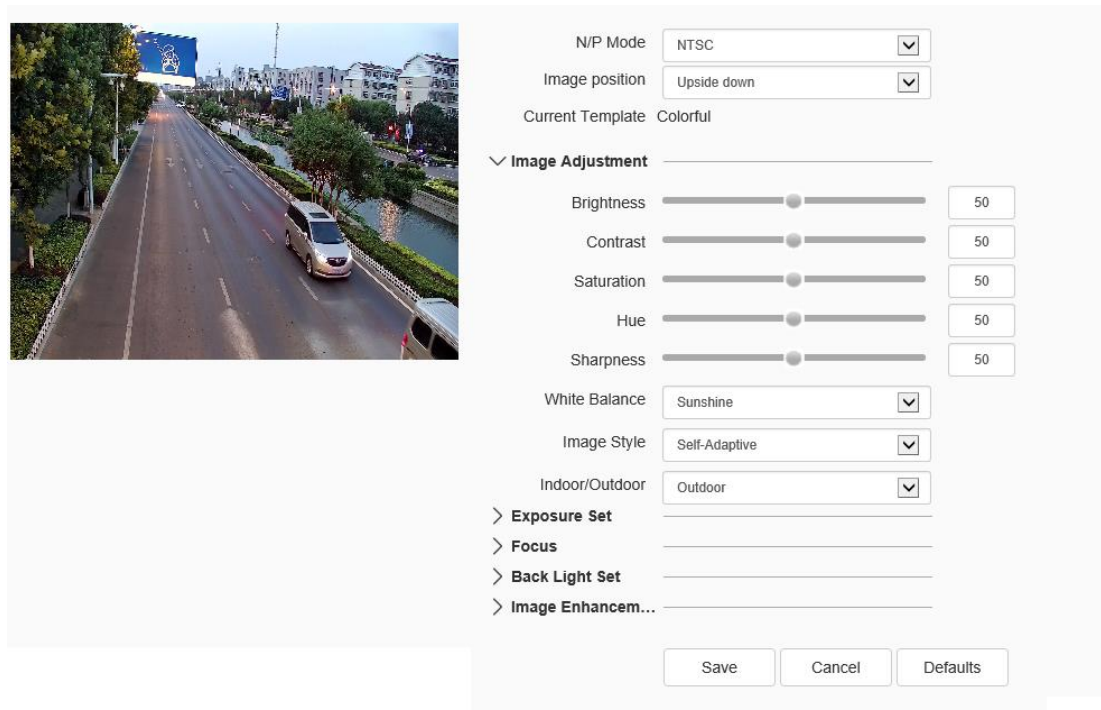 N/P Mode NTSC
Image position Upside down
Current Template Colorful
Image Adjustment
Brightness 50
Contrast 50
Saturation 50
Hue 50
Sharpness 50
White Balance Sunshine
Image Style Self-Adaptive
Indoor/Outdoor Outdoor
Exposure Set
Focus
Back Light Set
Image Enhancem...
Save Cancel Defaults